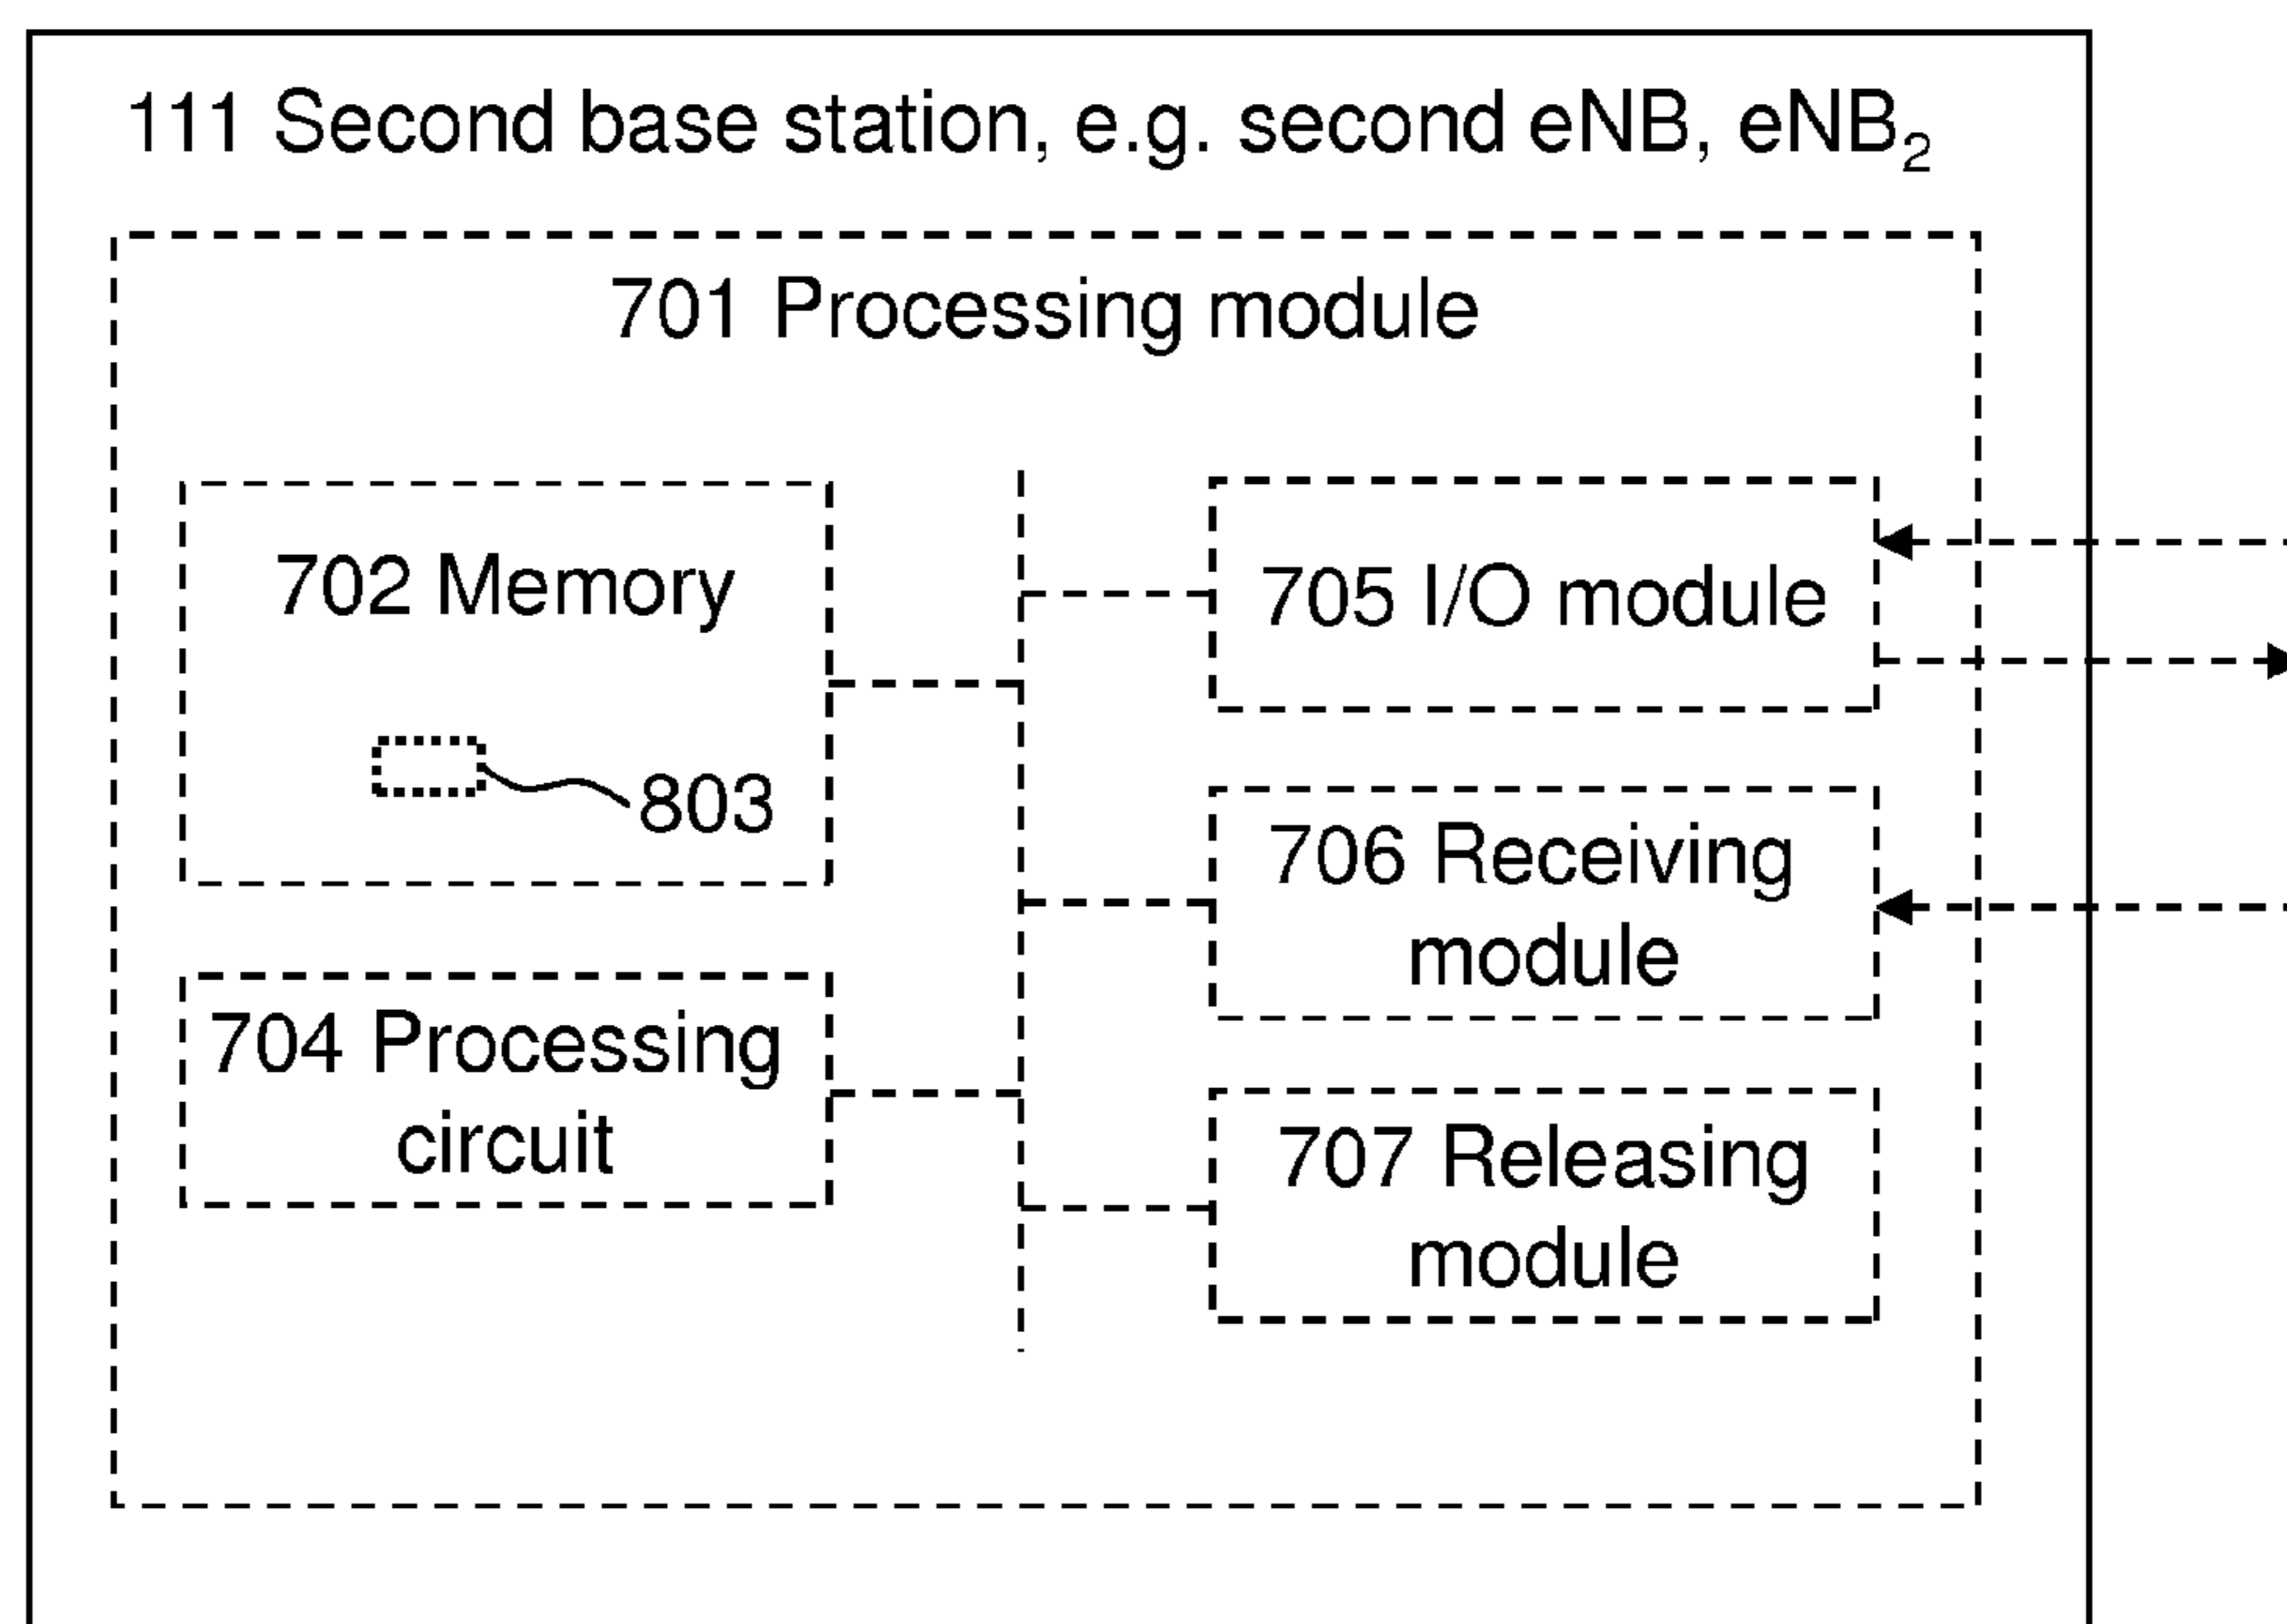 111 Second base station, e.g. second eNB, eNB₂
701 Processing module
702 Memory
803
704 Processing
circuit
705 I/O module
706 Receiving
module
707 Releasing
module